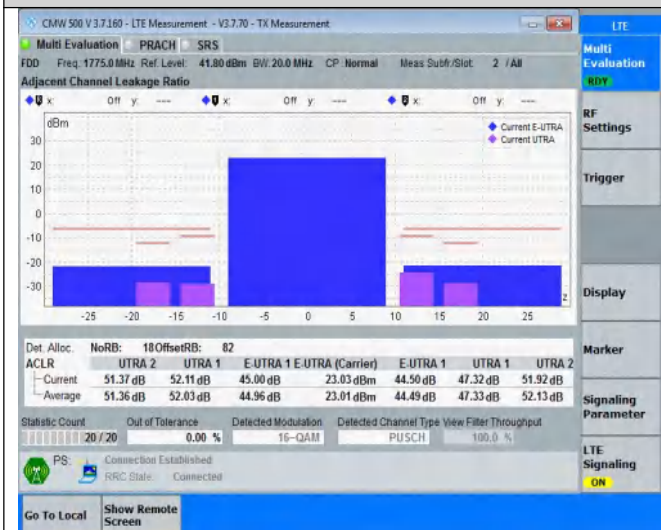 CMW 500 V 3.7.160 - LTE Measurement - V3.7.70 - TX Measurement
LTE
Multi Evaluation PRACH SRS
FDD Freq.: 1775.0 MHz Ref. Level: 41.80 dBm BW: 20.0 MHz CP: Normal Meas Subfr./Slot: 2 / All
Adjacent Channel Leakage Ratio
x: Off y: --- x: Off y: --- x: Off y: ---
dBm
Current E-UTRA
Current UTRA
30
20
10
0
-10
-20
-30
z
-25 -20 -15 -10 -5 0 5 10 15 20 25
Det. Alloc. NoRB: 18 OffsetRB: 82
ACLR UTRA 2 UTRA 1 E-UTRA 1 E-UTRA (Carrier) E-UTRA 1 UTRA 1 UTRA 2
Current 51.37 dB 52.11 dB 45.00 dB 23.03 dBm 44.50 dB 47.32 dB 51.92 dB
Average 51.36 dB 52.03 dB 44.96 dB 23.01 dBm 44.49 dB 47.33 dB 52.13 dB
Statistic Count Out of Tolerance Detected Modulation Detected Channel Type View Filter Throughput
20 / 20 0.00 % 16-QAM PUSCH 100.0 %
PS: Connection Established
RRC State: Connected
Go To Local
Show Remote
Screen
Multi
Evaluation
RDY
RF
Settings
Trigger
Display
Marker
Signaling
Parameter
LTE
Signaling
ON